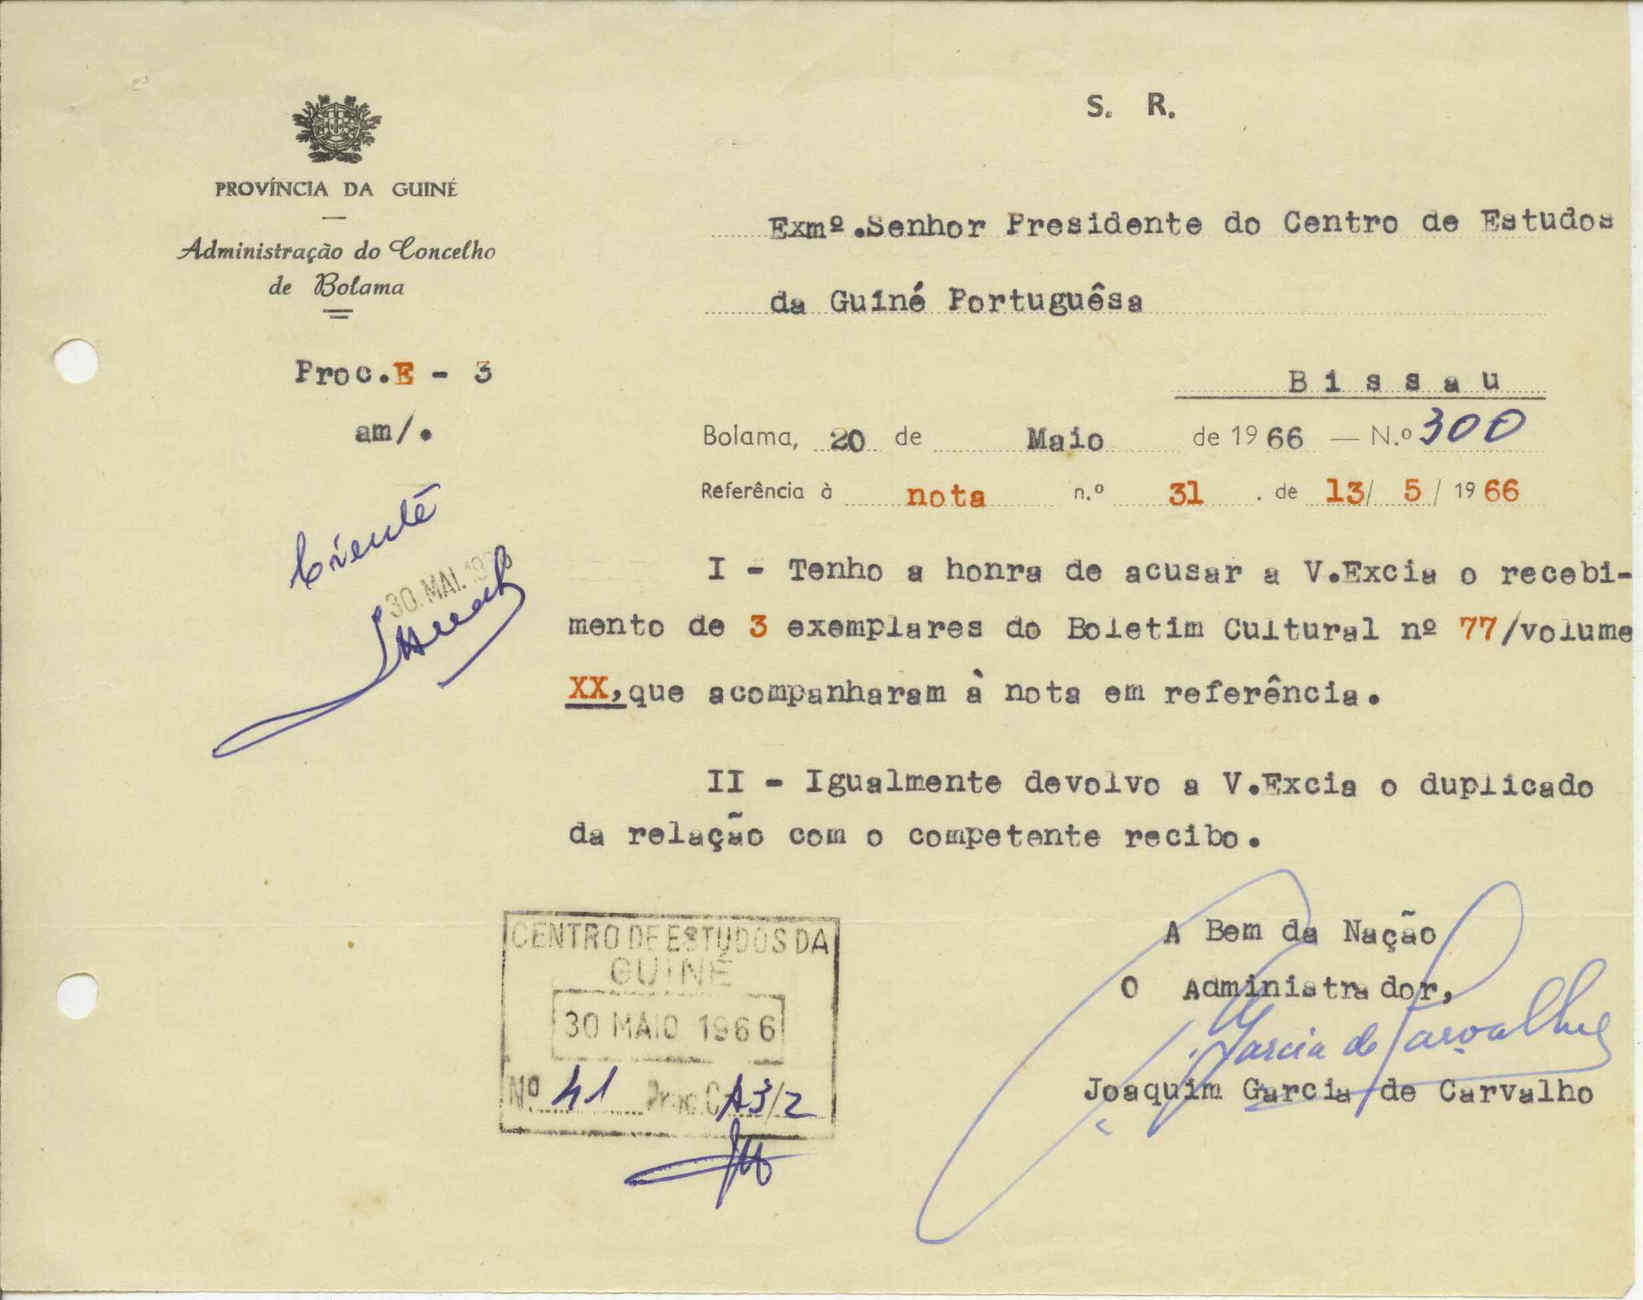 S. R.
PROVÍNCIA DA GUINÉ
Administração do Concelho
de Bolama
Proc.E - 3
am/.
Exmº.Senhor Presidente do Centro de Estudos
da Guiné Portuguêsa
Bissau
Bolama, 20 de Maio de 1966 — N.º 300
Referência à nota n.º 31 . de 13/ 5 / 1966
Ciente
30. MAI. 19
I - Tenho a honra de acusar a V.Excia o recebi-
mento de 3 exemplares do Boletim Cultural nº 77/volume
XX,que acompanharam à nota em referência.
II - Igualmente devolvo a V.Excia o duplicado
da relação com o competente recibo.
A Bem da Nação
O Administrador,
Garcia de Carvalho
Joaquim Garcia de Carvalho
CENTRO DE ESTUDOS DA
GUINÉ
30 MAIO 1966
Nº 41 Proc. A3/2